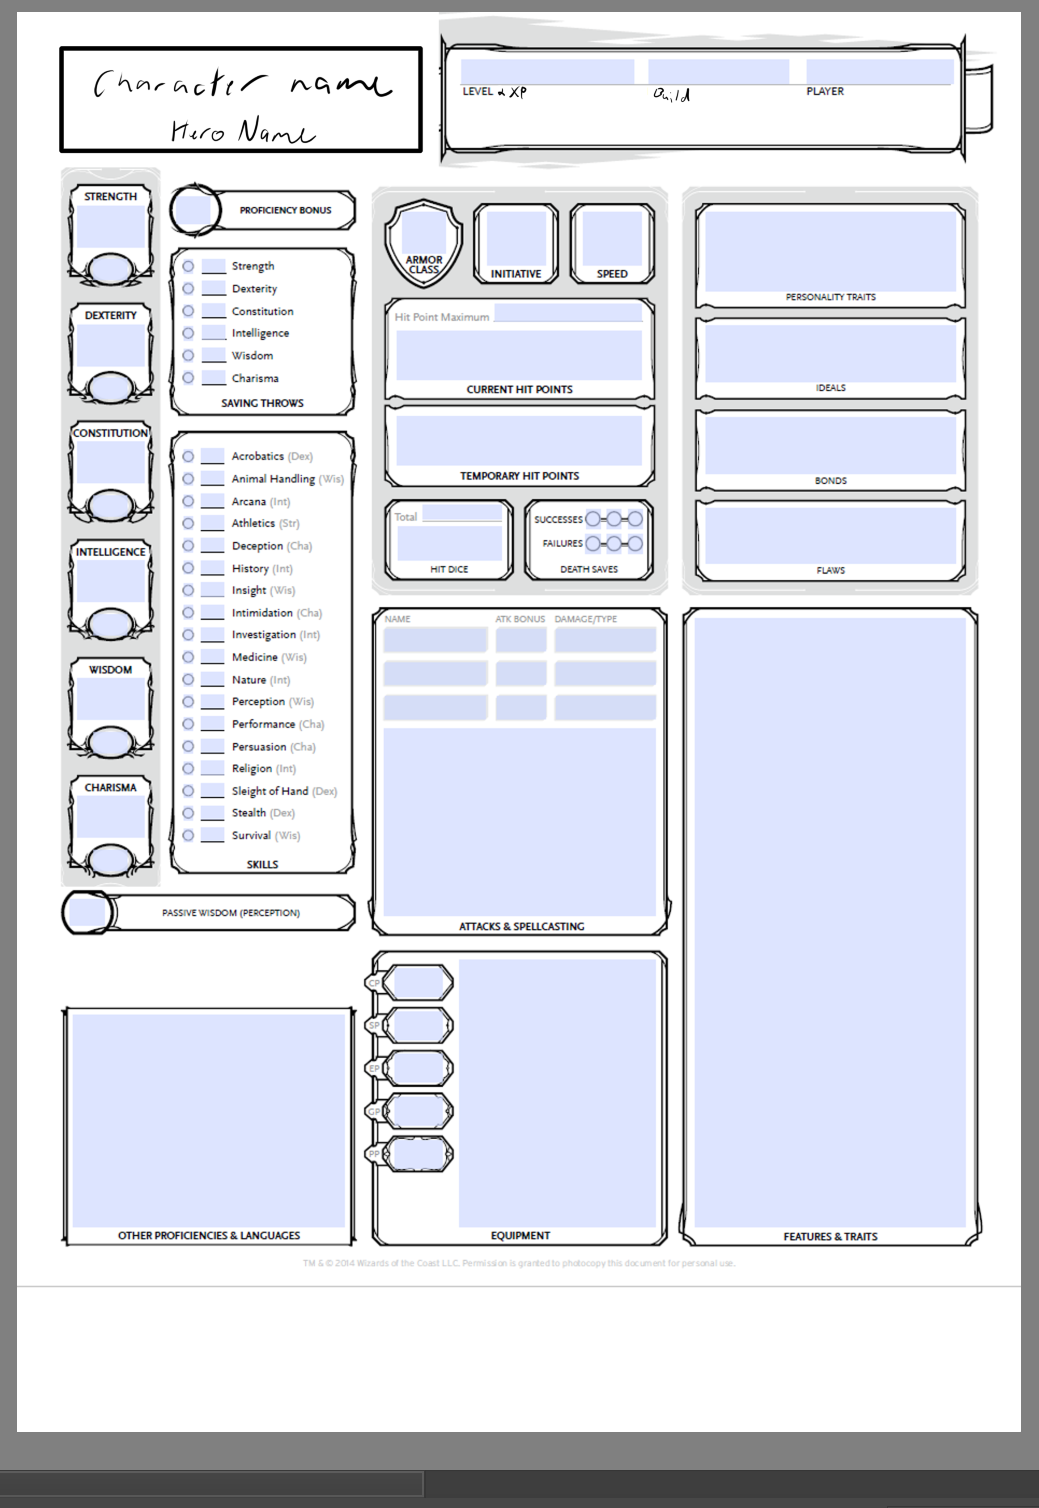 Character name
Hero Name
LEVEL & XP
Build
PLAYER
STRENGTH
DEXTERITY
CONSTITUTION
INTELLIGENCE
WISDOM
CHARISMA
PROFICIENCY BONUS
Strength
Dexterity
Constitution
Intelligence
Wisdom
Charisma
SAVING THROWS
Acrobatics (Dex)
Animal Handling (Wis)
Arcana (Int)
Athletics (Str)
Deception (Cha)
History (Int)
Insight (Wis)
Intimidation (Cha)
Investigation (Int)
Medicine (Wis)
Nature (Int)
Perception (Wis)
Performance (Cha)
Persuasion (Cha)
Religion (Int)
Sleight of Hand (Dex)
Stealth (Dex)
Survival (Wis)
SKILLS
PASSIVE WISDOM (PERCEPTION)
OTHER PROFICIENCIES & LANGUAGES
ARMOR
CLASS
INITIATIVE
SPEED
Hit Point Maximum
CURRENT HIT POINTS
TEMPORARY HIT POINTS
Total
HIT DICE
SUCCESSES
FAILURES
DEATH SAVES
NAME
ATK BONUS
DAMAGE/TYPE
ATTACKS & SPELLCASTING
CP
SP
EP
GP
PP
EQUIPMENT
PERSONALITY TRAITS
IDEALS
BONDS
FLAWS
FEATURES & TRAITS
TM & © 2014 Wizards of the Coast LLC. Permission is granted to photocopy this document for personal use.